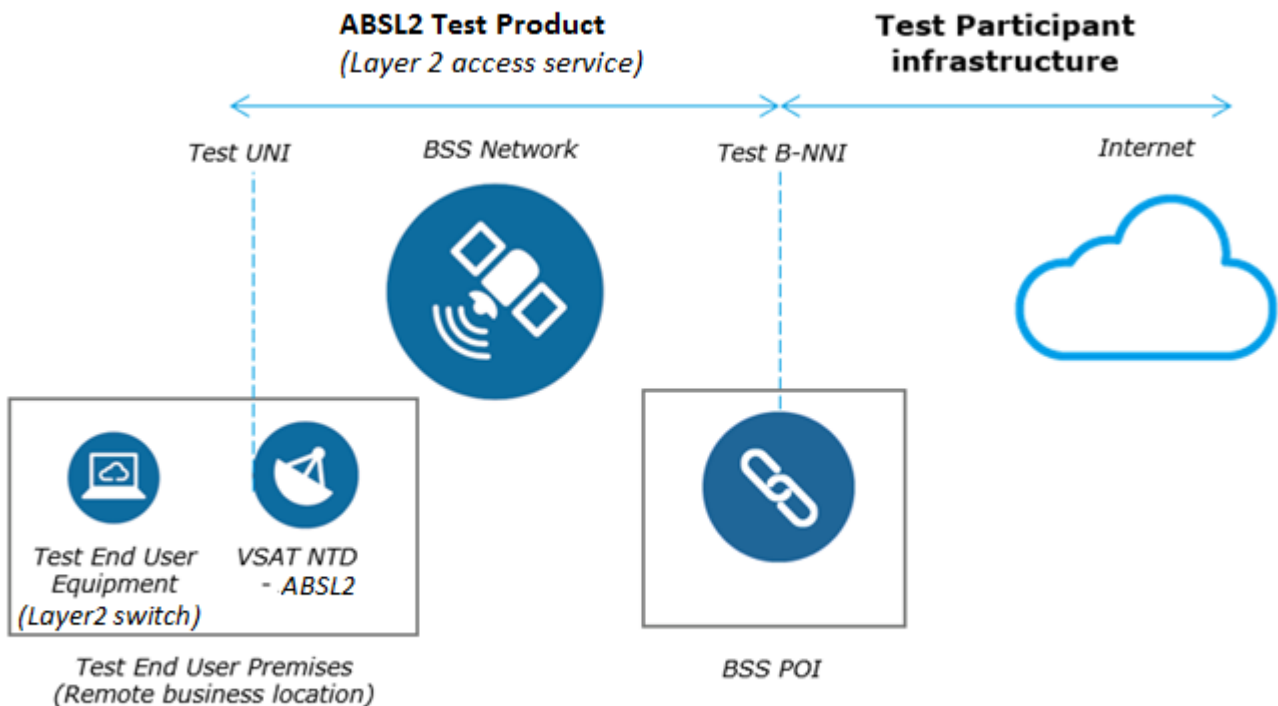 ABSL2 Test Product
(Layer 2 access service)
Test Participant
infrastructure
Test UNI
BSS Network
Test B-NNI
Internet
Test End User
Equipment
(Layer2 switch)
VSAT NTD
- ABSL2
Test End User Premises
(Remote business location)
BSS POI